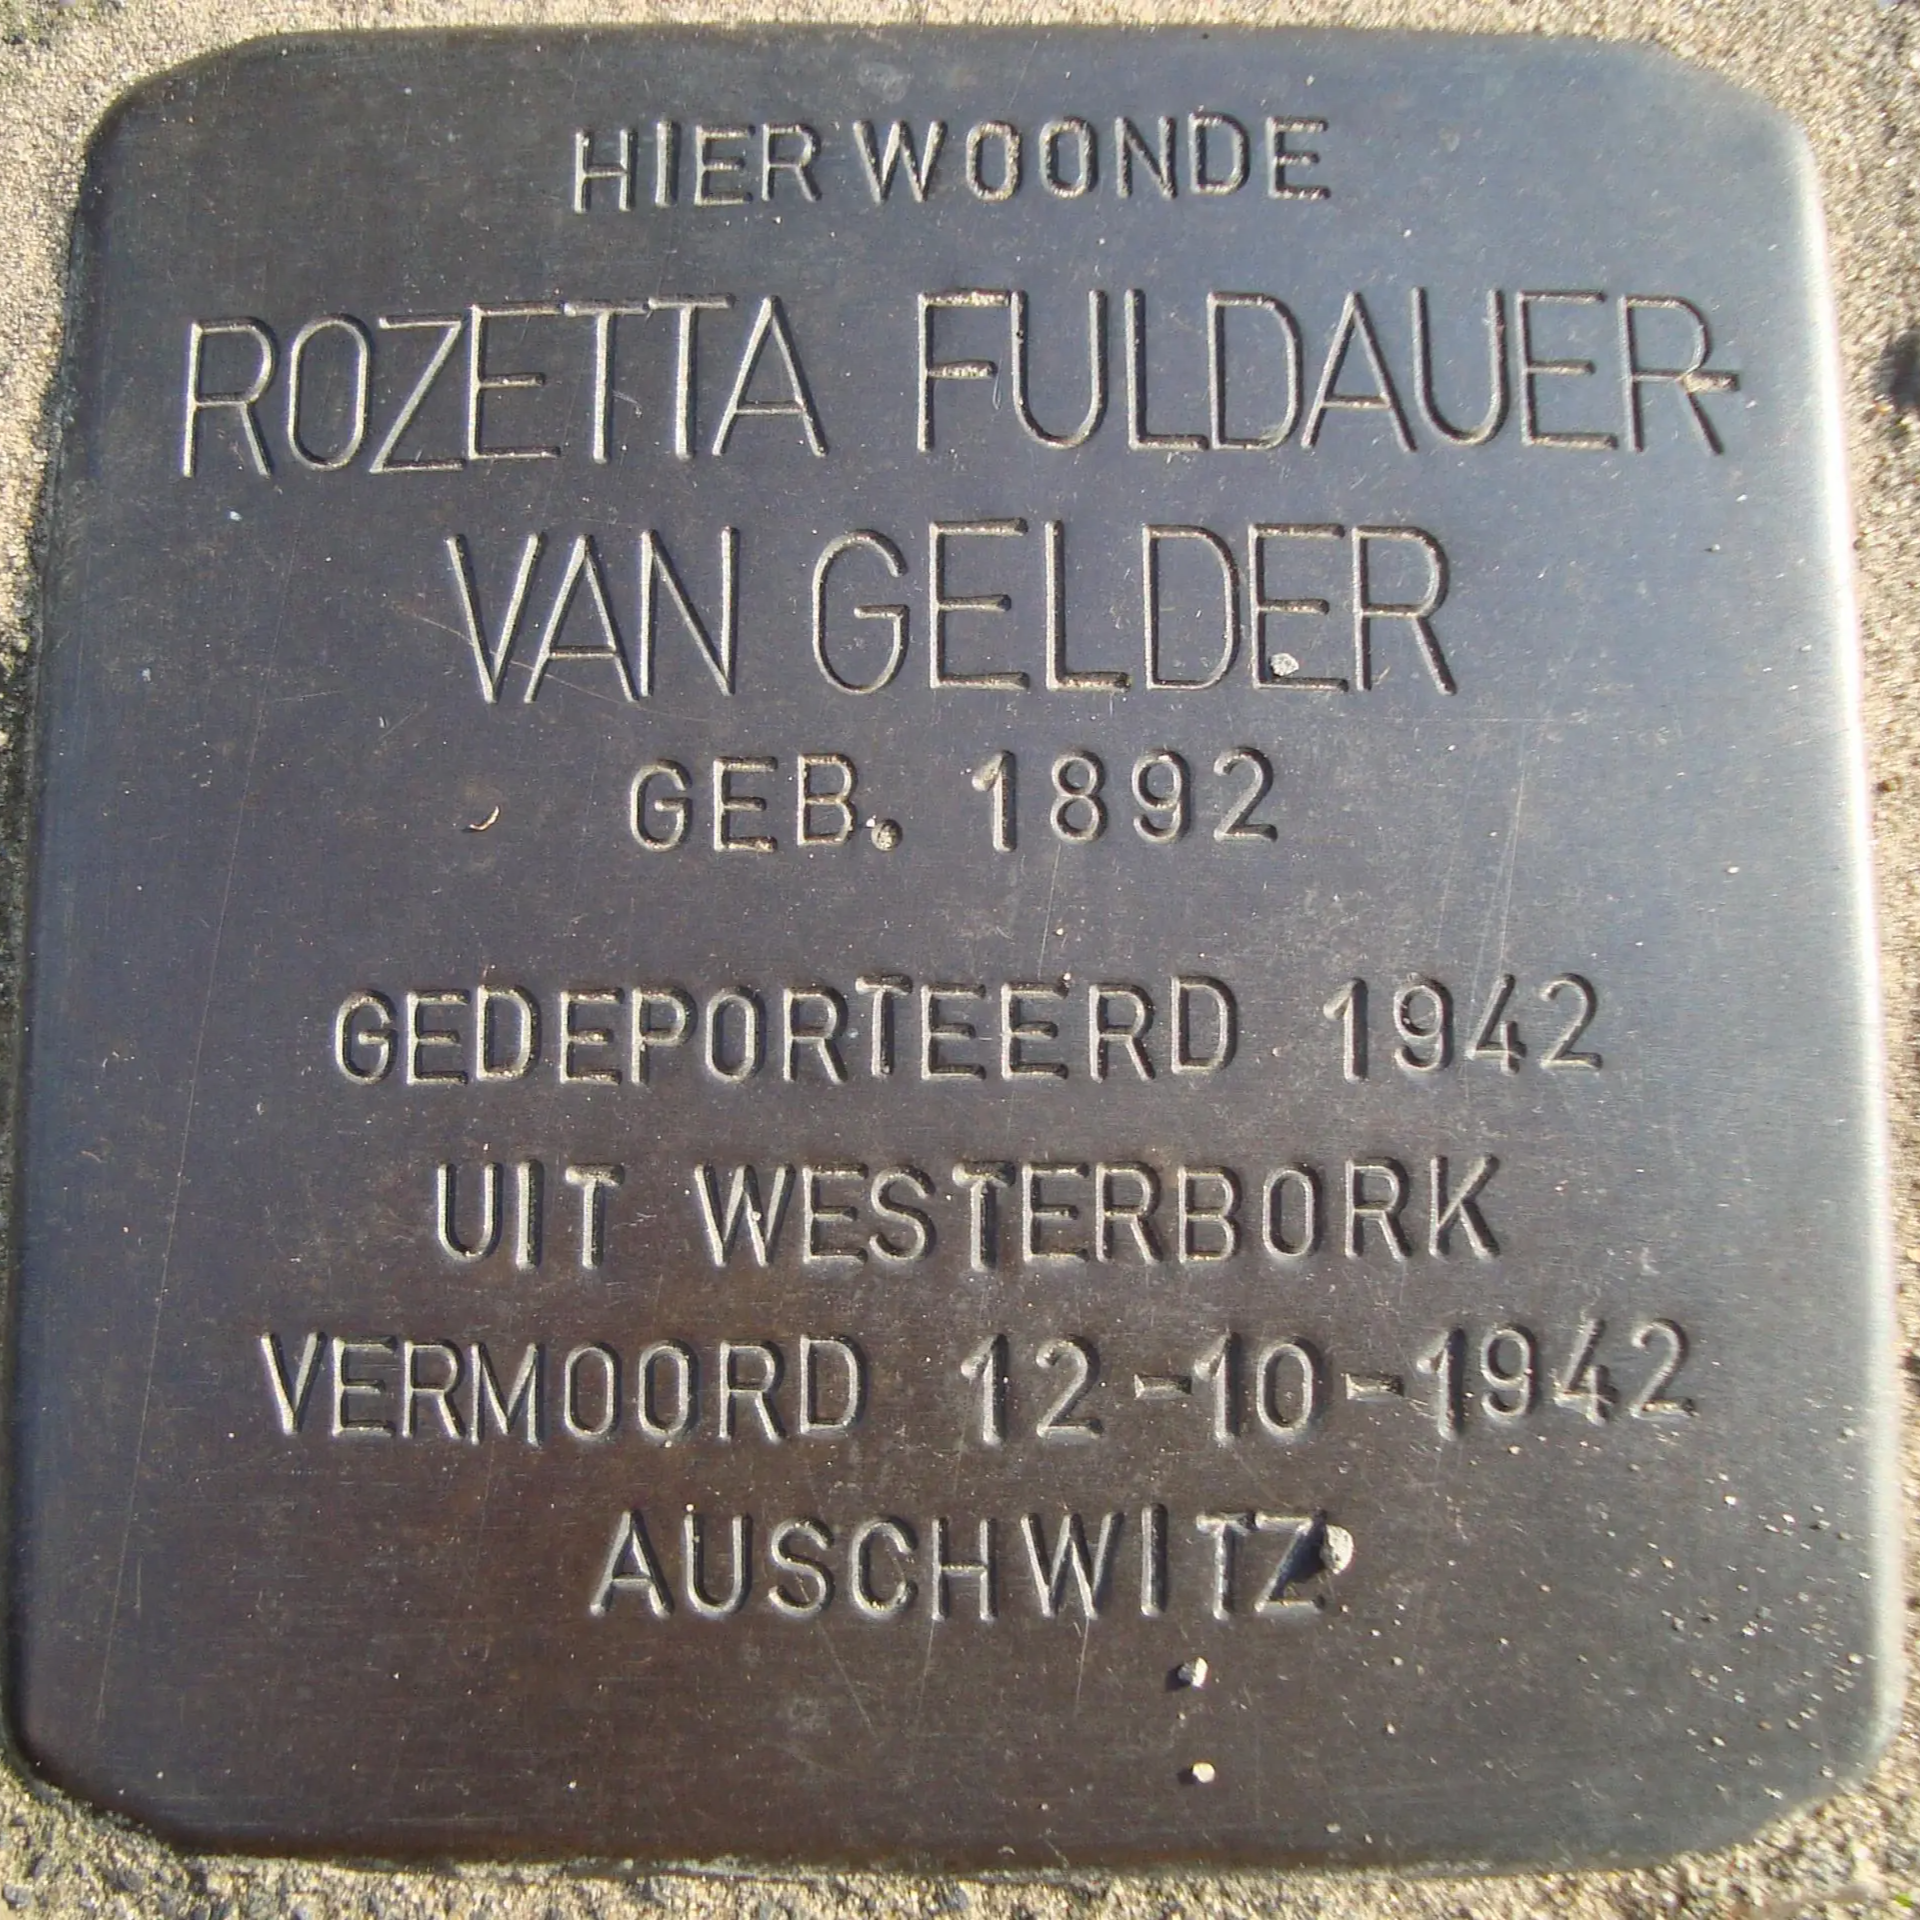 HIER WOONDE
ROZETTA FULDAUER-
VAN GELDER
GEB. 1892
GEDEPORTEERD 1942
UIT WESTERBORK
VERMOORD 12-10-1942
AUSCHWITZ